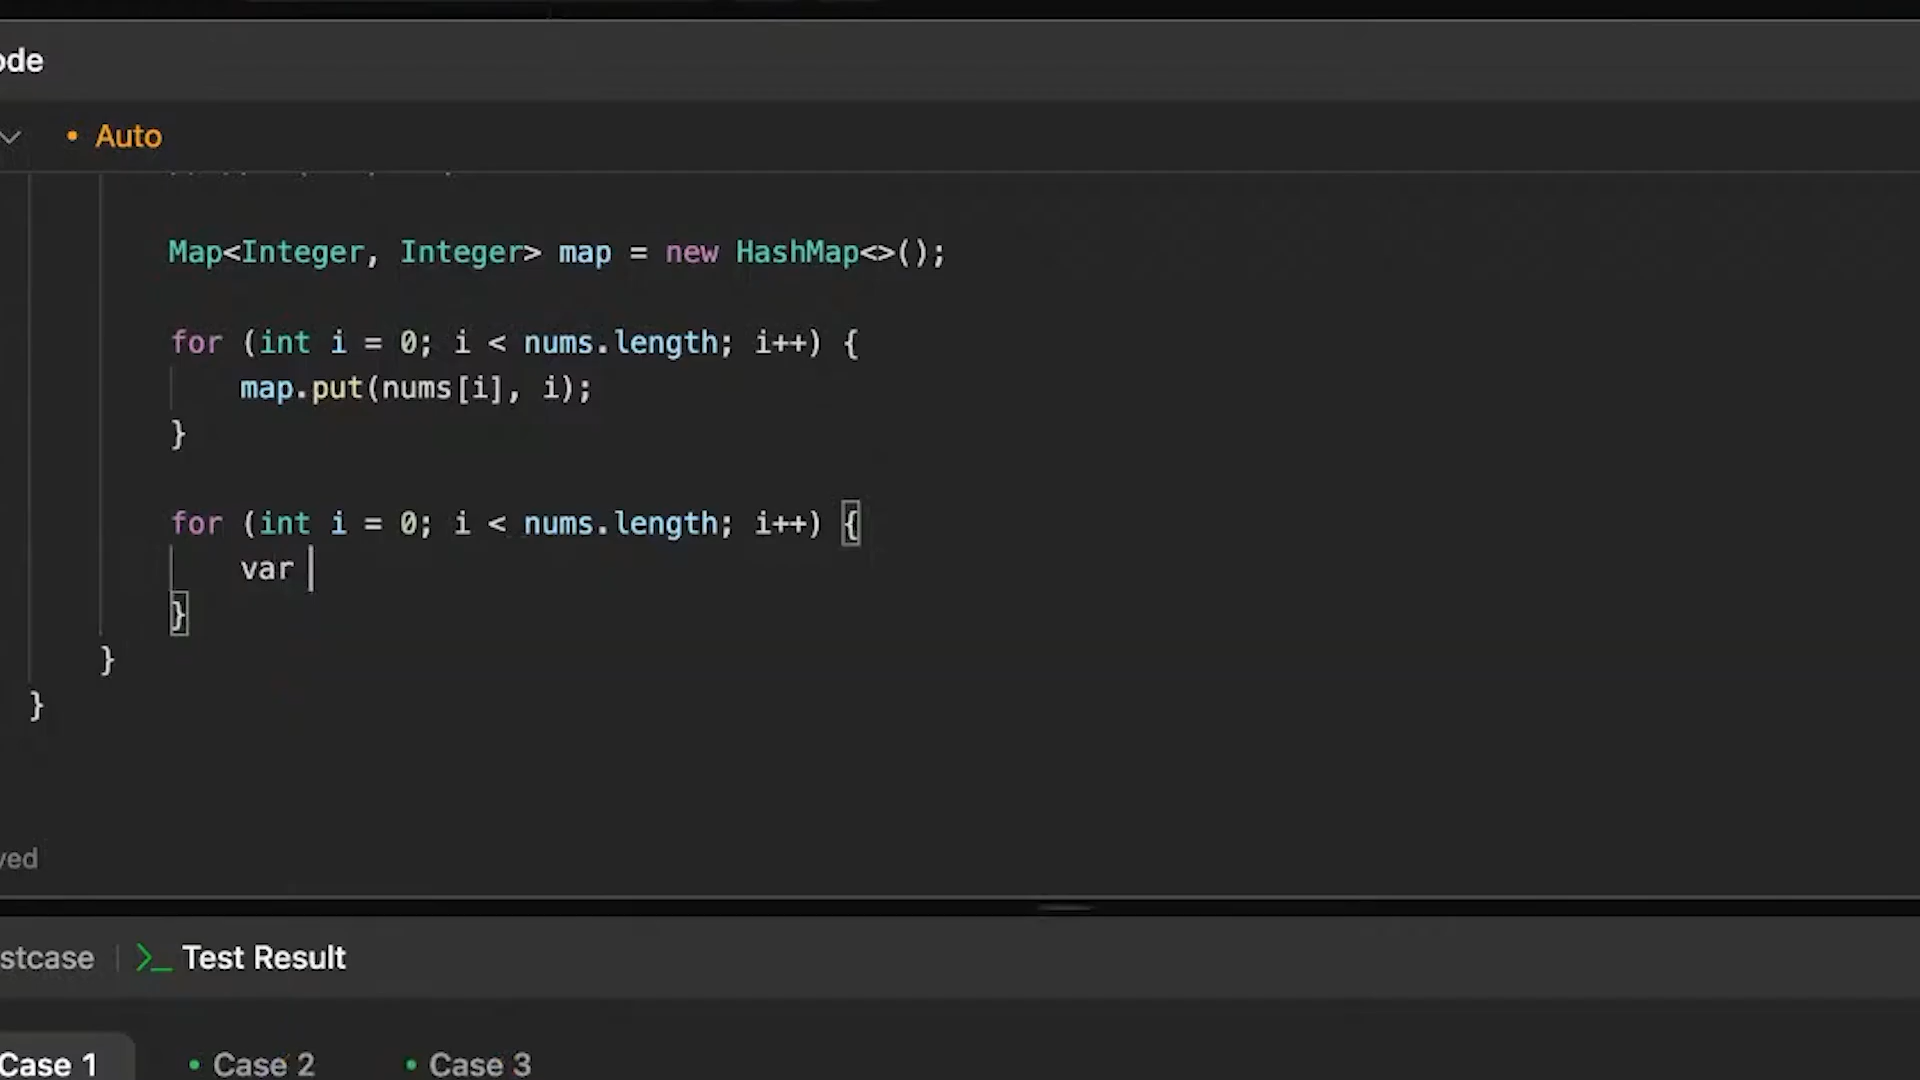 ode
• Auto
Map<Integer, Integer> map = new HashMap<>();
for (int i = 0; i < nums.length; i++) {
map.put(nums[i], i);
}
for (int i = 0; i < nums.length; i++) {
var
}
}
}
ved
stcase
Test Result
Case 1
• Case 2
• Case 3